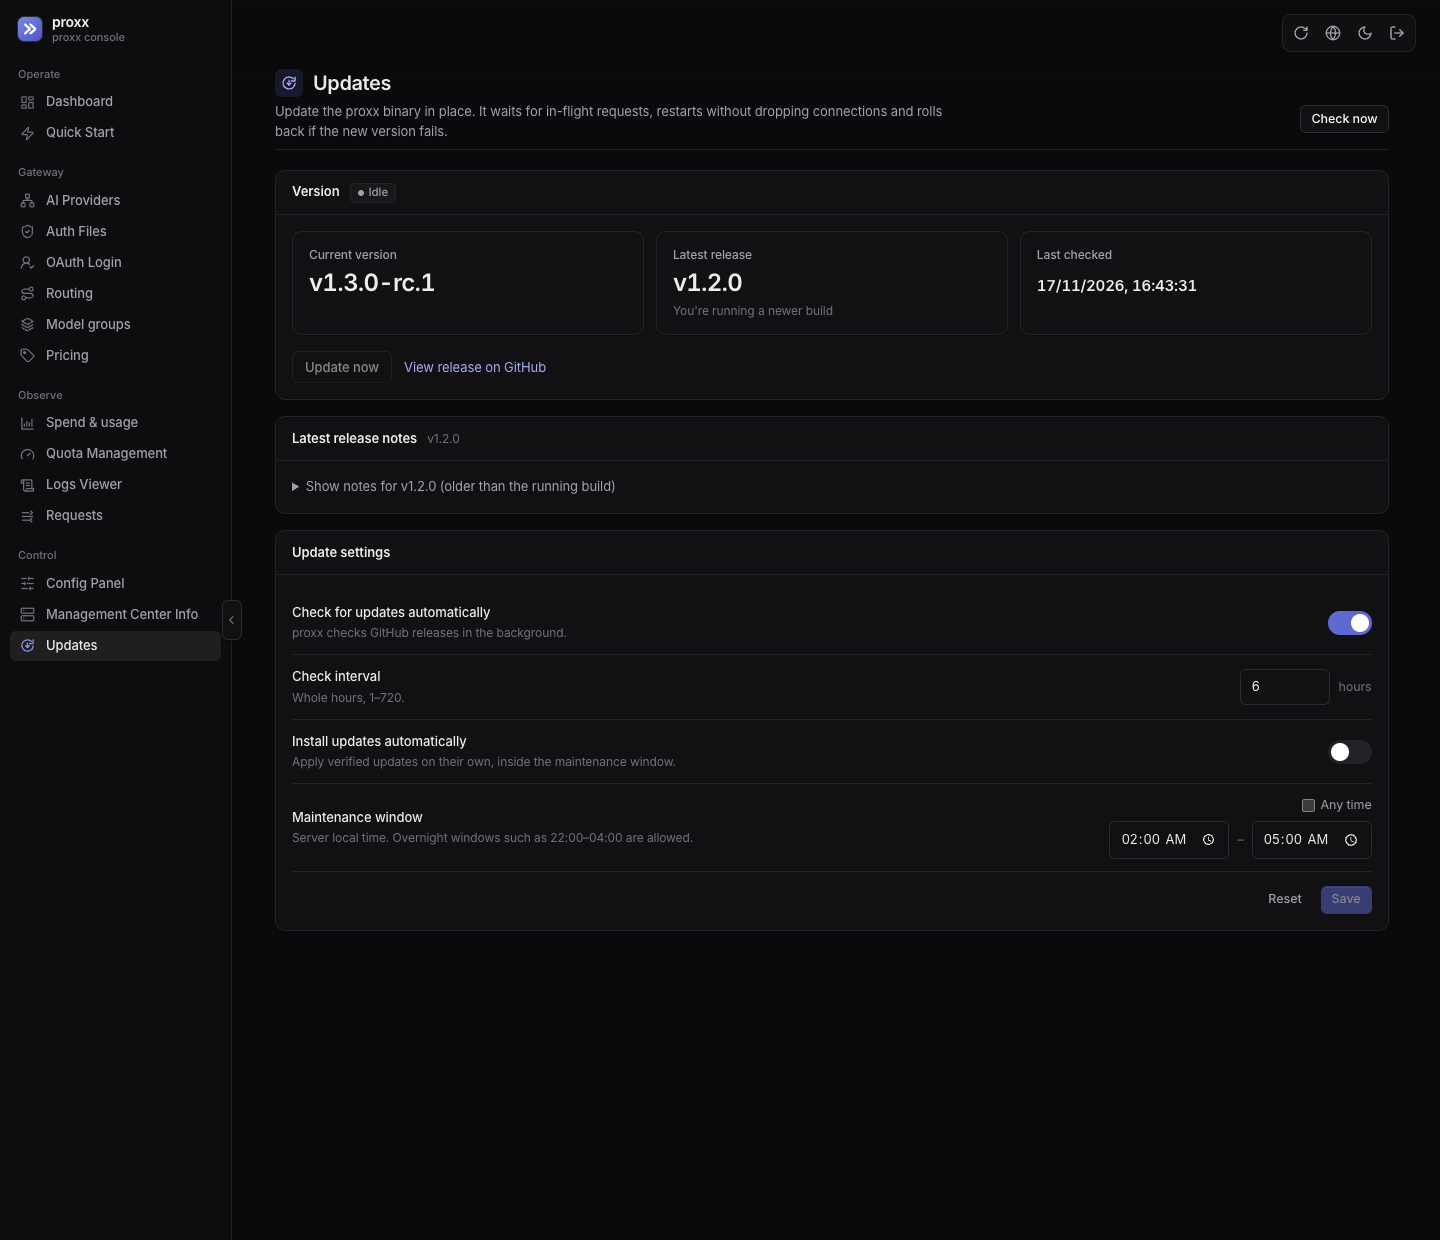 proxx
proxx console
Operate
Dashboard
Quick Start
Gateway
AI Providers
Auth Files
OAuth Login
Routing
Model groups
Pricing
Observe
Spend & usage
Quota Management
Logs Viewer
Requests
Control
Config Panel
Management Center Info
Updates
Updates
Update the proxx binary in place. It waits for in-flight requests, restarts without dropping connections and rolls
back if the new version fails.
Check now
Version
Idle
Current version
v1.3.0-rc.1
Latest release
v1.2.0
You're running a newer build
Last checked
17/11/2026, 16:43:31
Update now
View release on GitHub
Latest release notes v1.2.0
Show notes for v1.2.0 (older than the running build)
Update settings
Check for updates automatically
proxx checks GitHub releases in the background.
Check interval
Whole hours, 1–720.
6 hours
Install updates automatically
Apply verified updates on their own, inside the maintenance window.
Maintenance window
Server local time. Overnight windows such as 22:00–04:00 are allowed.
Any time
02:00 AM – 05:00 AM
Reset
Save